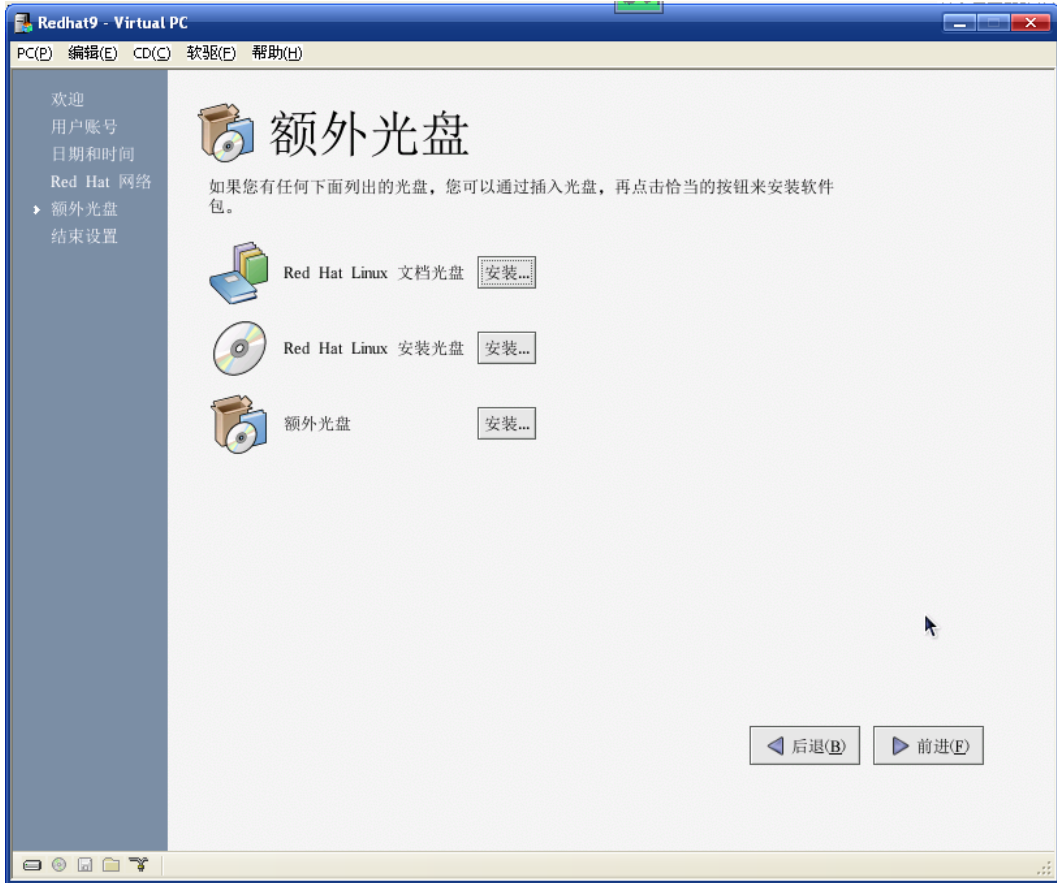 Redhat9 - Virtual PC
PC(P) 编辑(E) CD(C) 软驱(F) 帮助(H)
欢迎
用户账号
日期和时间
Red Hat 网络
额外光盘
结束设置
额外光盘
如果您有任何下面列出的光盘，您可以通过插入光盘，再点击恰当的按钮来安装软件
包。
Red Hat Linux 文档光盘 安装...
Red Hat Linux 安装光盘 安装...
额外光盘 安装...
后退(B) 前进(F)